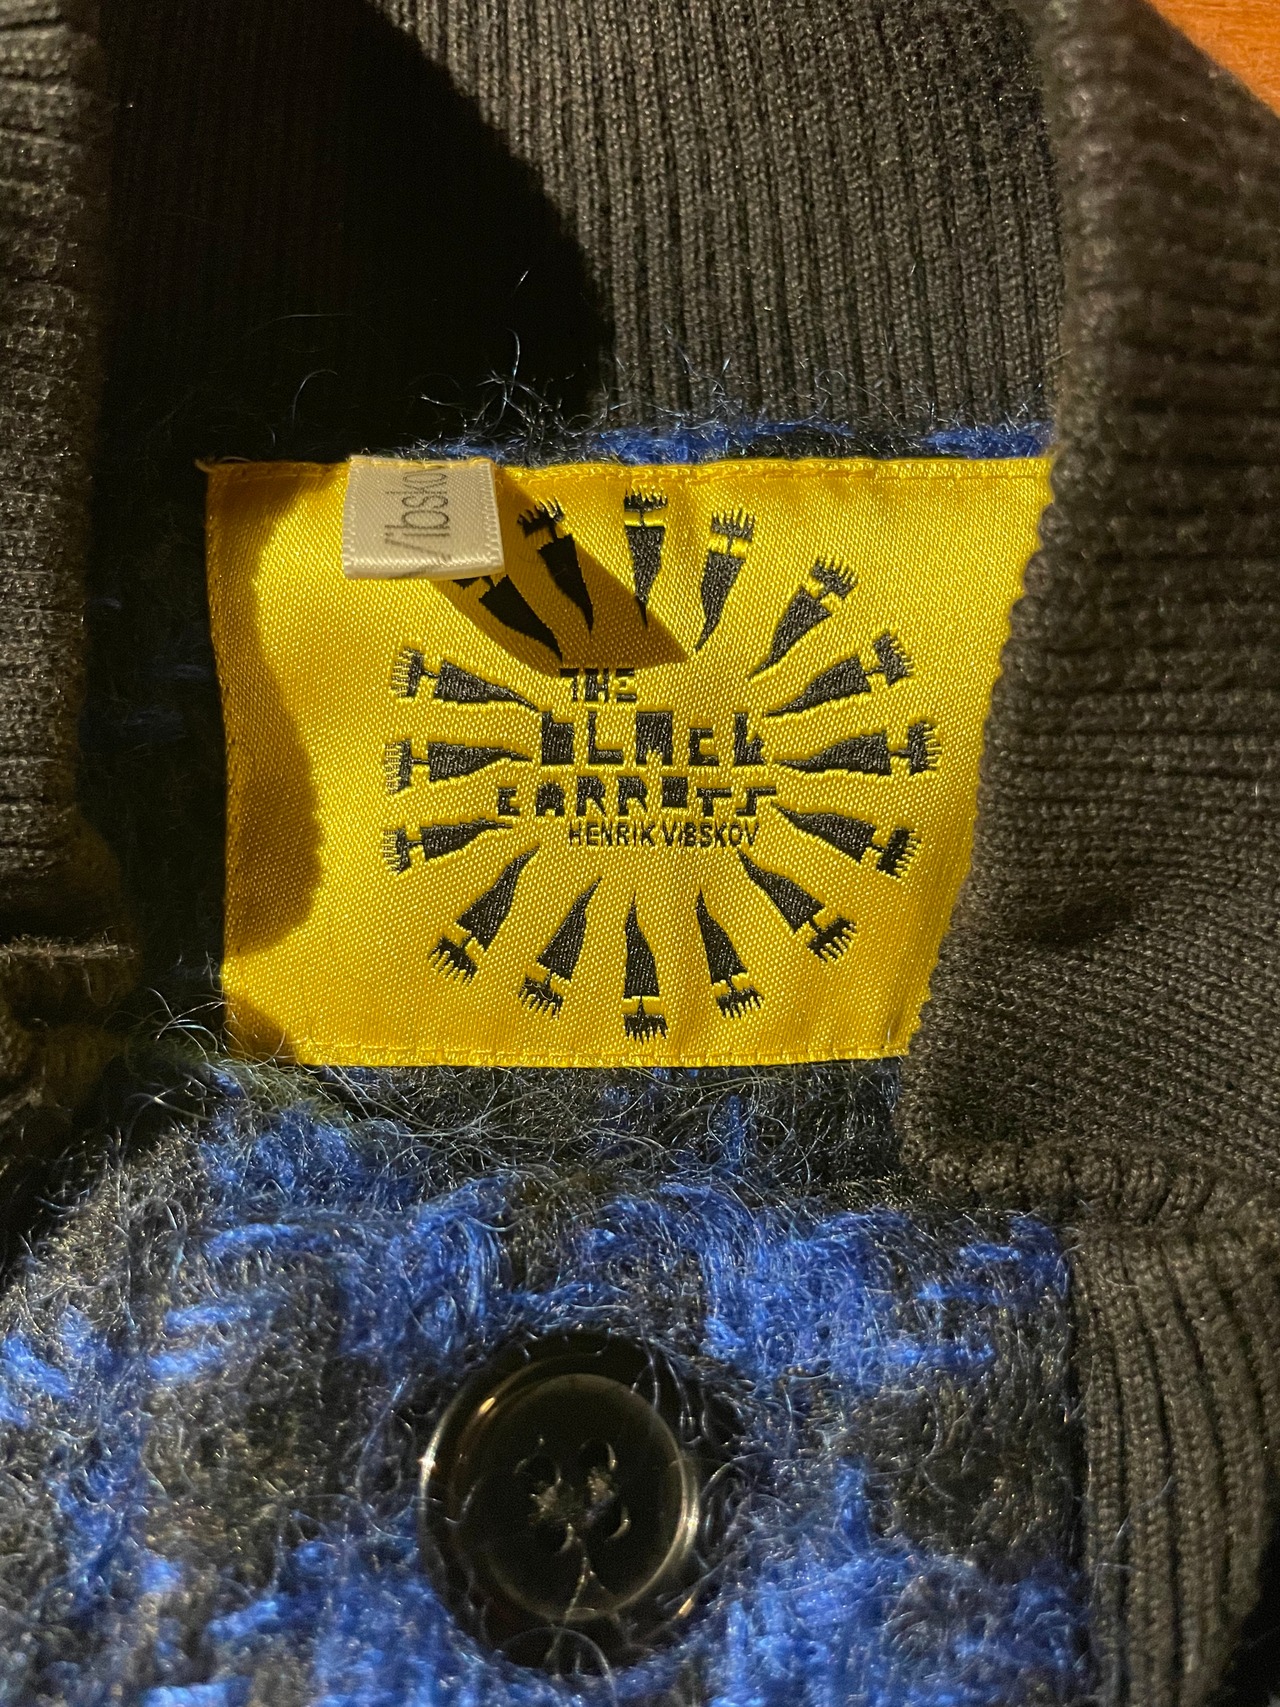 Vibskov
THE
BLACK
CARROTS
HENRIK VIBSKOV